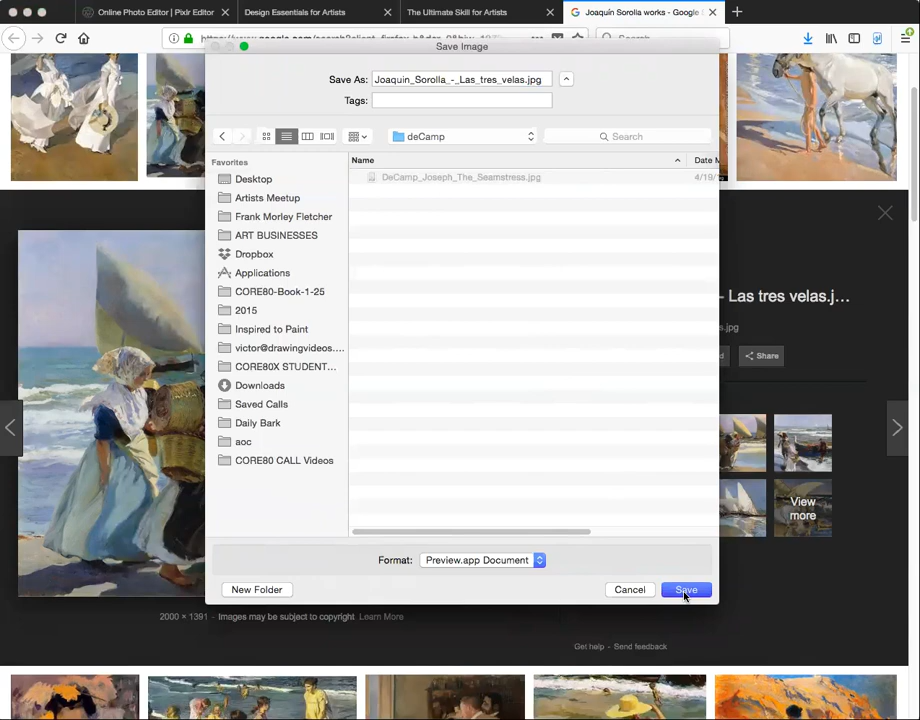 Online Photo Editor | Pixlr Editor
Design Essentials for Artists
The Ultimate Skill for Artists
Joaquín Sorolla works - Google
Search
Save Image
Save As: Joaquin_Sorolla_-_Las_tres_velas.jpg
Tags:
deCamp
Search
Favorites
Name
Date M
Desktop
DeCamp_Joseph_The_Seamstress.jpg
4/19/
Artists Meetup
Frank Morley Fletcher
ART BUSINESSES
Dropbox
Applications
CORE80-Book-1-25
2015
Inspired to Paint
victor@drawingvideos....
CORE80X STUDENT...
Downloads
Saved Calls
Daily Bark
aoc
CORE80 CALL Videos
- Las tres velas.j...
s.jpg
d
Share
View
more
Format: Preview.app Document
New Folder
Cancel
Save
2000 × 1391 · Images may be subject to copyright Learn More
Get help - Send feedback